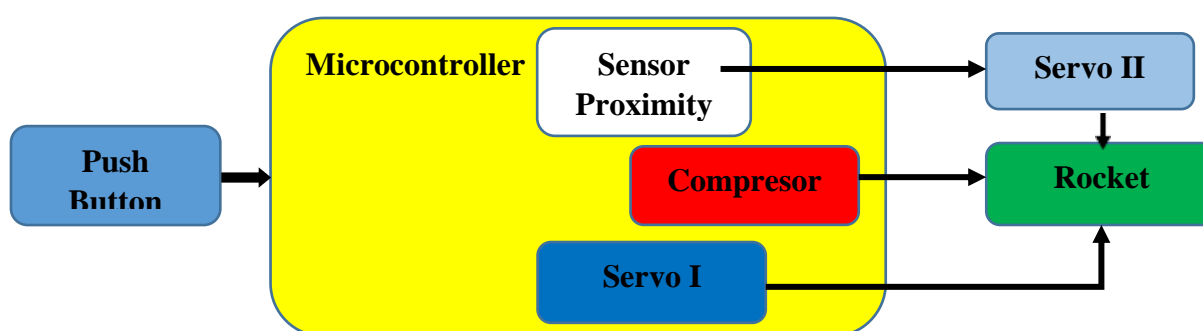 Microcontroller
Sensor
Proximity
Servo II
Push
Button
Compresor
Rocket
Servo I